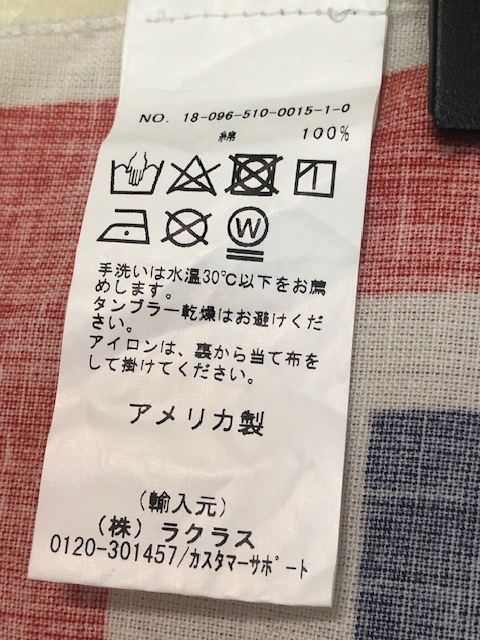 NO. 18-096-510-0015-1-0
綿 100%
W
手洗いは水温30℃以下をお薦
めします。
タンブラー乾燥はお避けくだ
さい。
アイロンは、裏から当て布を
して掛けてください。
アメリカ製
(輸入元)
(株) ラクラス
0120-301457/カスタマーサポート